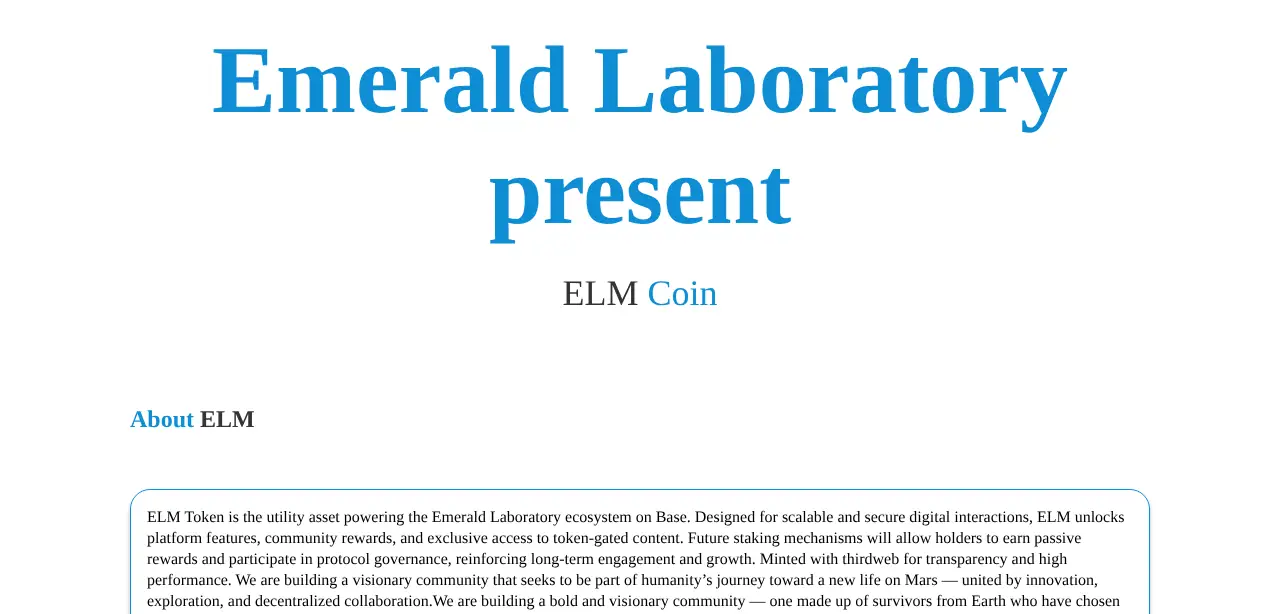 Emerald Laboratory
present
ELM Coin
About ELM
ELM Token is the utility asset powering the Emerald Laboratory ecosystem on Base. Designed for scalable and secure digital interactions, ELM unlocks
platform features, community rewards, and exclusive access to token-gated content. Future staking mechanisms will allow holders to earn passive
rewards and participate in protocol governance, reinforcing long-term engagement and growth. Minted with thirdweb for transparency and high
performance. We are building a visionary community that seeks to be part of humanity’s journey toward a new life on Mars — united by innovation,
exploration, and decentralized collaboration.We are building a bold and visionary community — one made up of survivors from Earth who have chosen